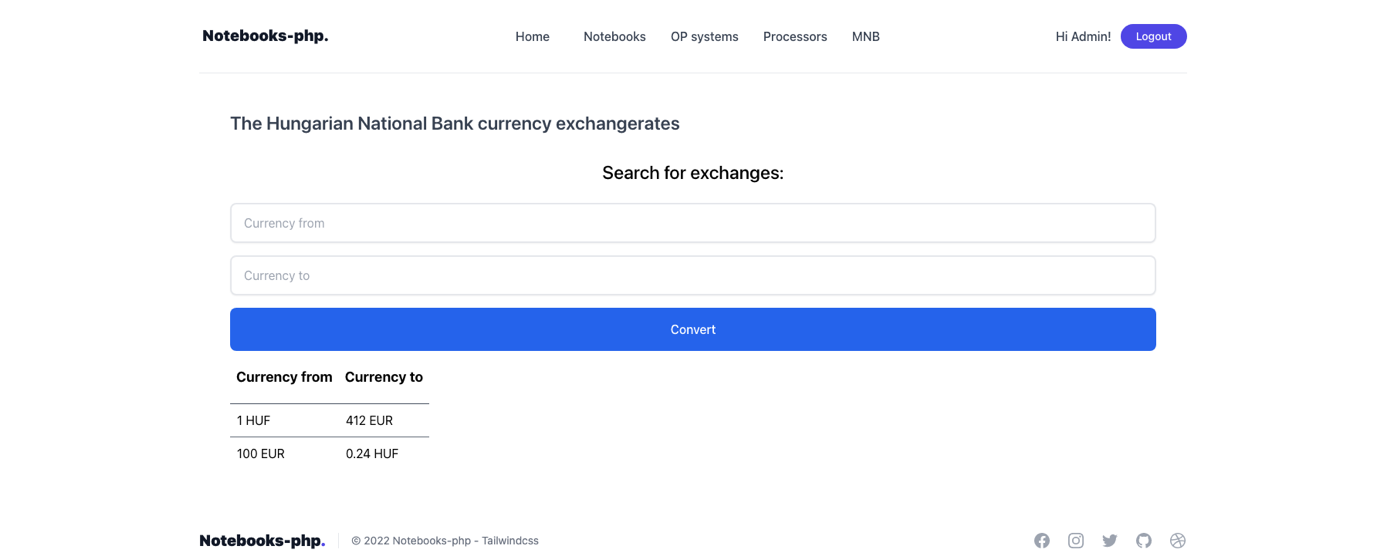 Notebooks-php.
Home Notebooks OP systems Processors MNB
Hi Admin! Logout
The Hungarian National Bank currency exchangerates
Search for exchanges:
Currency from
Currency to
Convert
Currency from Currency to
1 HUF 412 EUR
100 EUR 0.24 HUF
Notebooks-php. © 2022 Notebooks-php - Tailwindcss